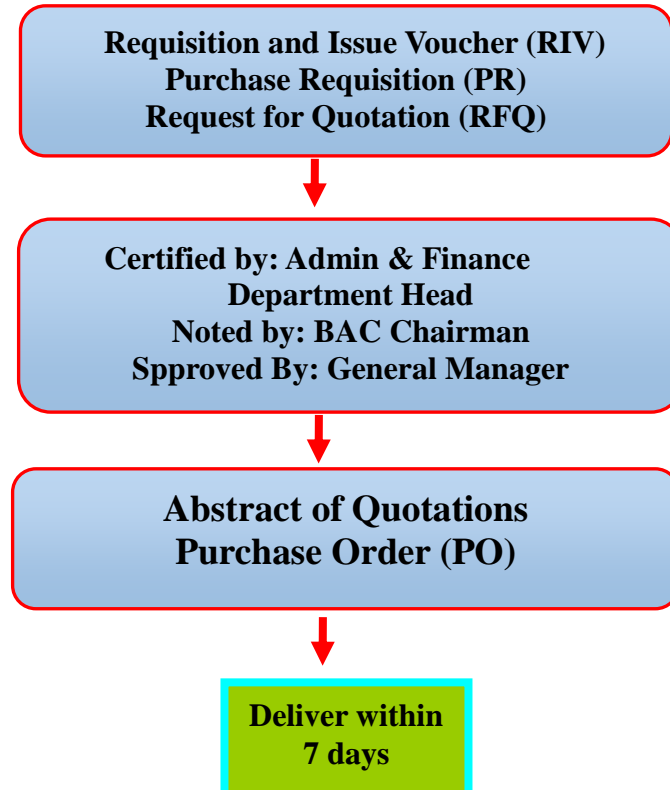 Requisition and Issue Voucher (RIV)
Purchase Requisition (PR)
Request for Quotation (RFQ)
Certified by: Admin & Finance
Department Head
Noted by: BAC Chairman
Spproved By: General Manager
Abstract of Quotations
Purchase Order (PO)
Deliver within
7 days